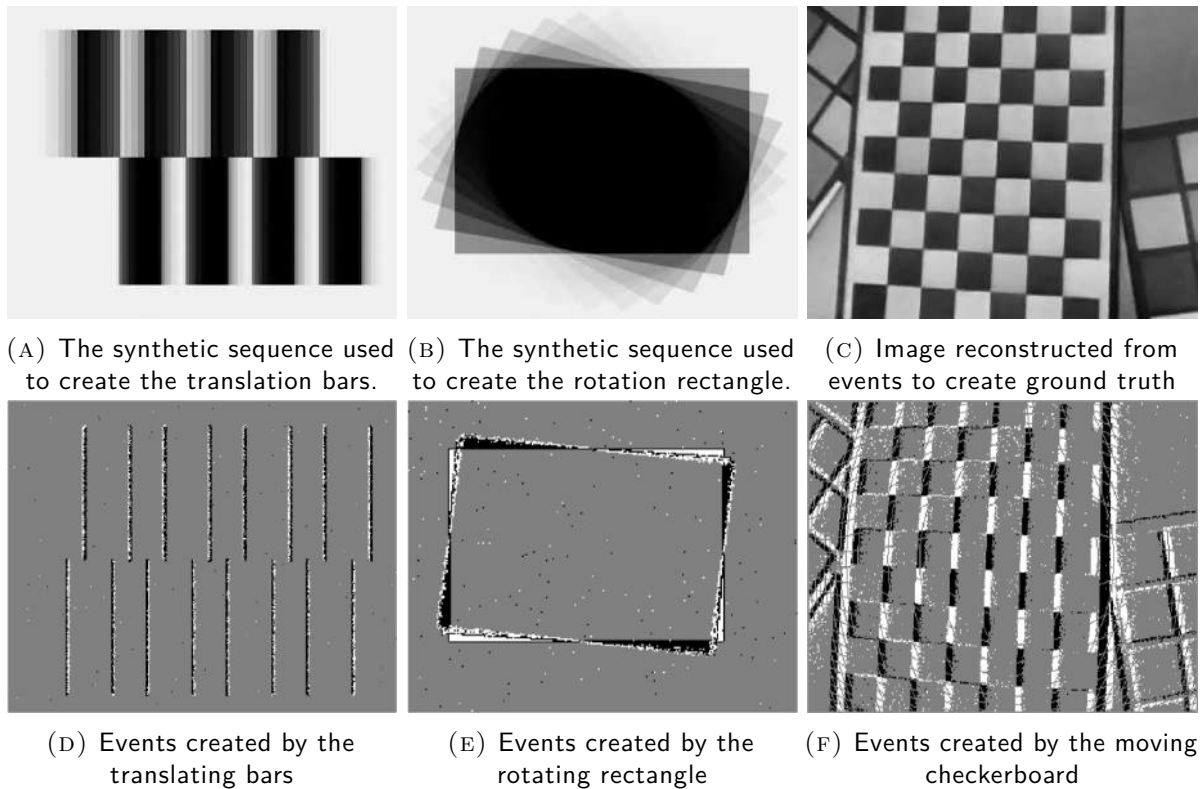 (A) The synthetic sequence used
to create the translation bars.
(B) The synthetic sequence used
to create the rotation rectangle.
(C) Image reconstructed from
events to create ground truth
(D) Events created by the
translating bars
(E) Events created by the
rotating rectangle
(F) Events created by the moving
checkerboard